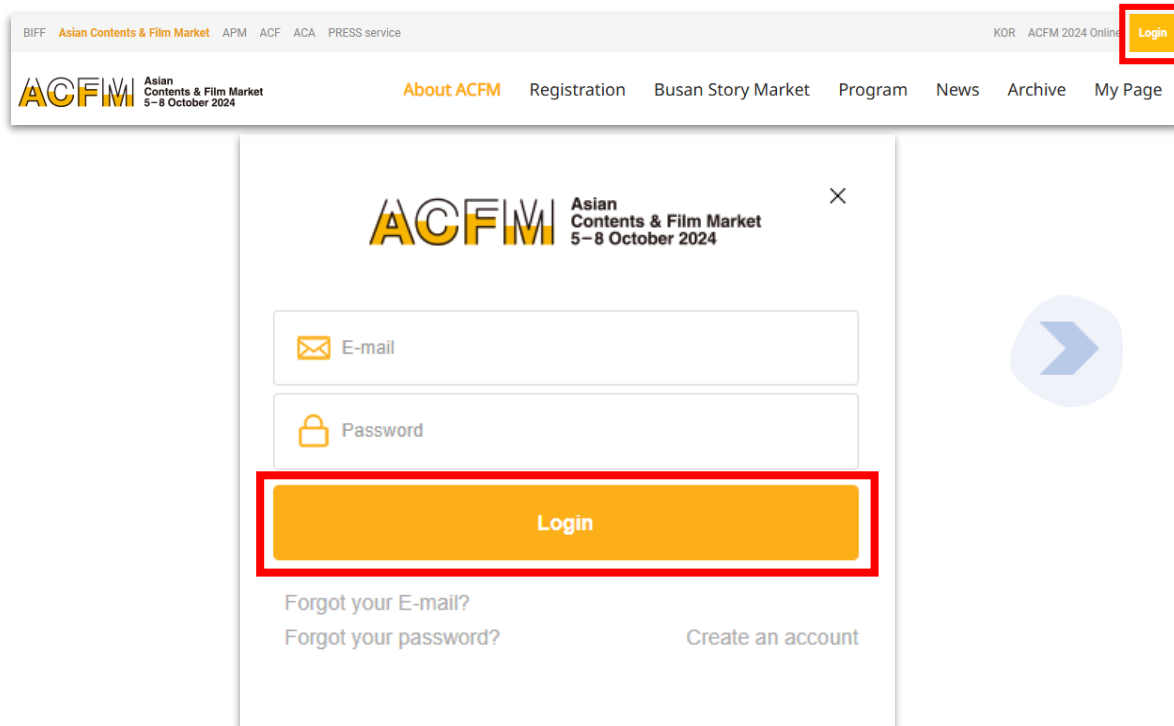 BIFF Asian Contents & Film Market APM ACF ACA PRESS service KOR ACFM 2024 Online Login
ACFM Asian
Contents & Film Market
5–8 October 2024
About ACFM Registration Busan Story Market Program News Archive My Page
ACFM Asian
Contents & Film Market
5–8 October 2024
E-mail
Password
Login
Forgot your E-mail?
Forgot your password? Create an account